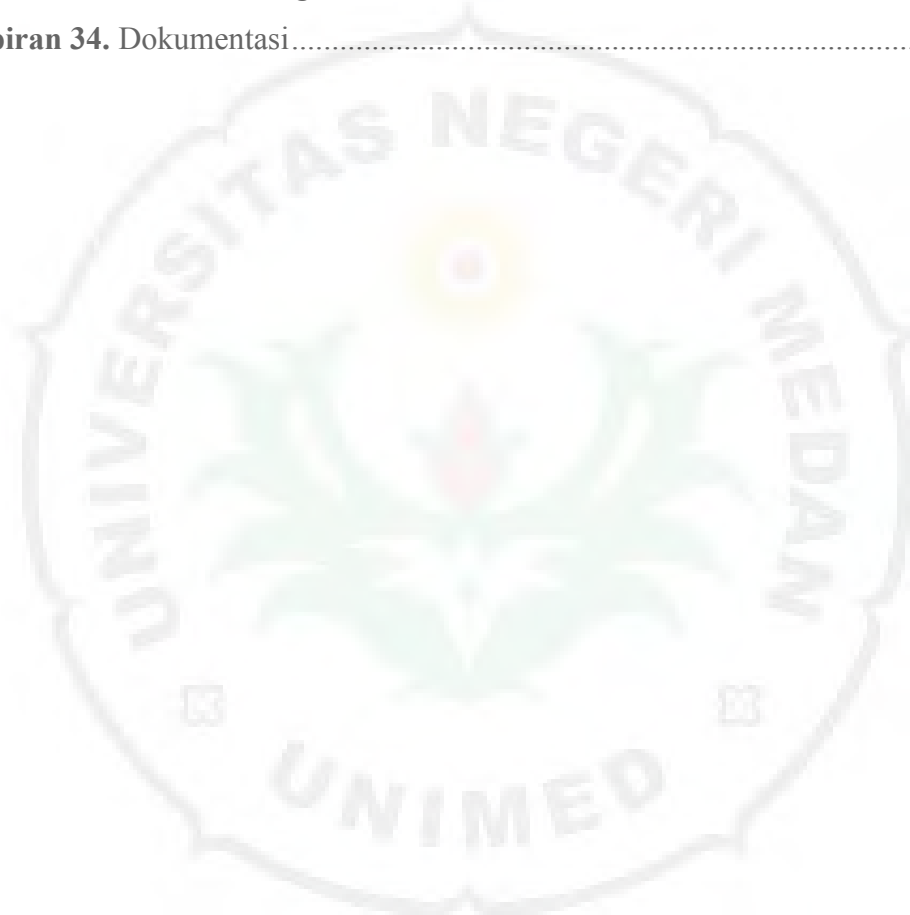 piran 34. Dokumentasi..........................................................................
UNIVERSITAS NEGERI MEDAN
UNIMED